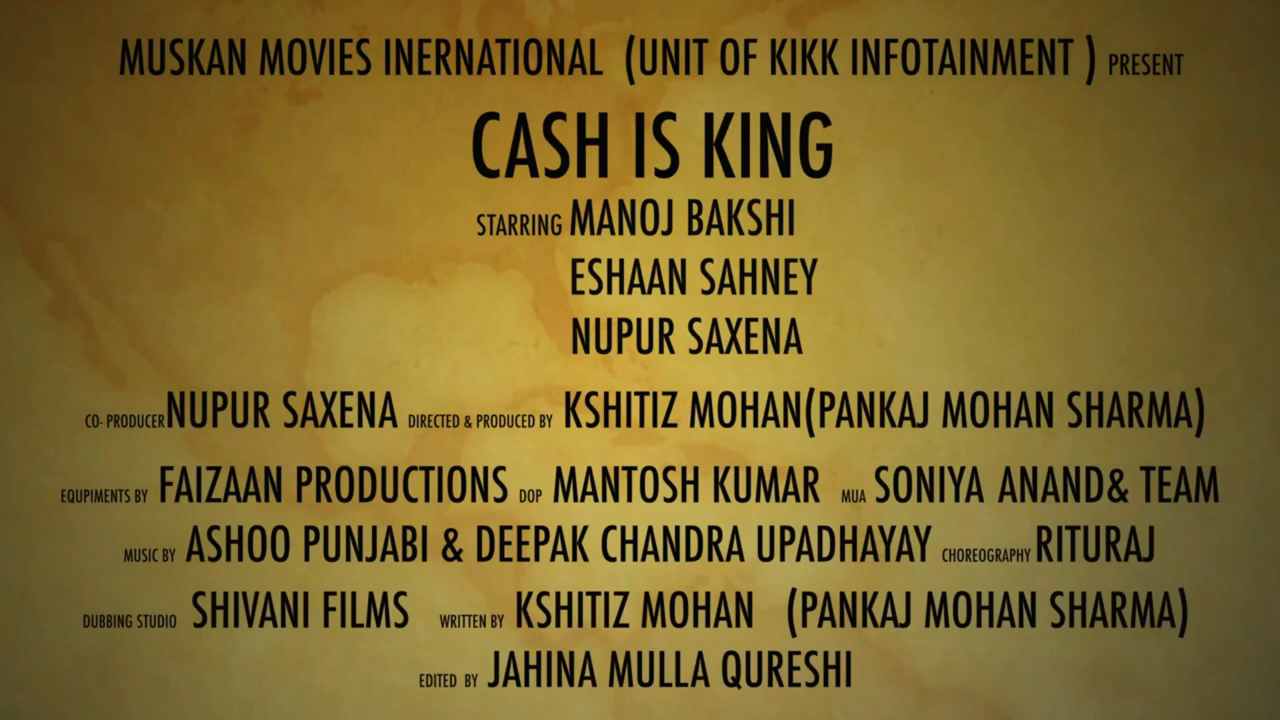 MUSKAN MOVIES INERNATIONAL (UNIT OF KIKK INFOTAINMENT ) PRESENT
CASH IS KING
STARRING MANOJ BAKSHI
ESHAAN SAHNEY
NUPUR SAXENA
CO- PRODUCER NUPUR SAXENA DIRECTED & PRODUCED BY KSHITIZ MOHAN(PANKAJ MOHAN SHARMA)
EQUPIMENTS BY FAIZAAN PRODUCTIONS DOP MANTOSH KUMAR MUA SONIYA ANAND& TEAM
MUSIC BY ASHOO PUNJABI & DEEPAK CHANDRA UPADHAYAY CHOREOGRAPHY RITURAJ
DUBBING STUDIO SHIVANI FILMS WRITTEN BY KSHITIZ MOHAN (PANKAJ MOHAN SHARMA)
EDITED BY JAHINA MULLA QURESHI